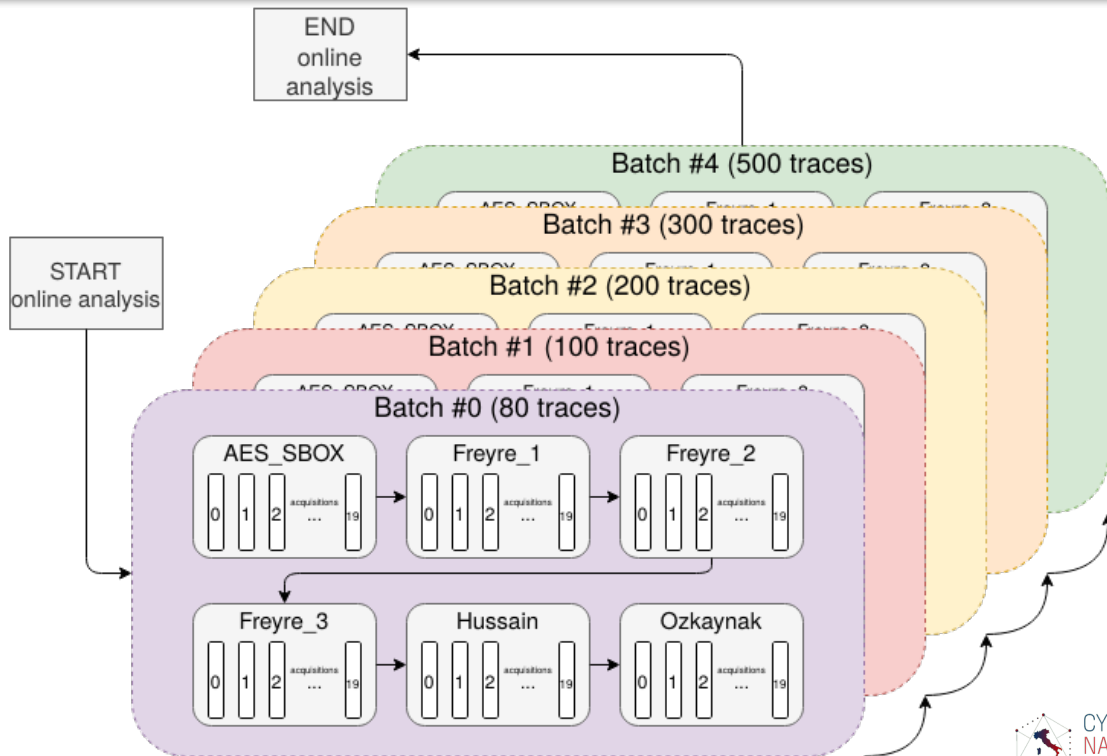 END
online
analysis
START
online analysis
Batch #4 (500 traces)
Batch #3 (300 traces)
Batch #2 (200 traces)
Batch #1 (100 traces)
Batch #0 (80 traces)
AES_SBOX
0 1 2 acquisitions ... 19
Freyre_1
0 1 2 acquisitions ... 19
Freyre_2
0 1 2 acquisitions ... 19
Freyre_3
0 1 2 acquisitions ... 19
Hussain
0 1 2 acquisitions ... 19
Ozkaynak
0 1 2 acquisitions ... 19
CY
NA